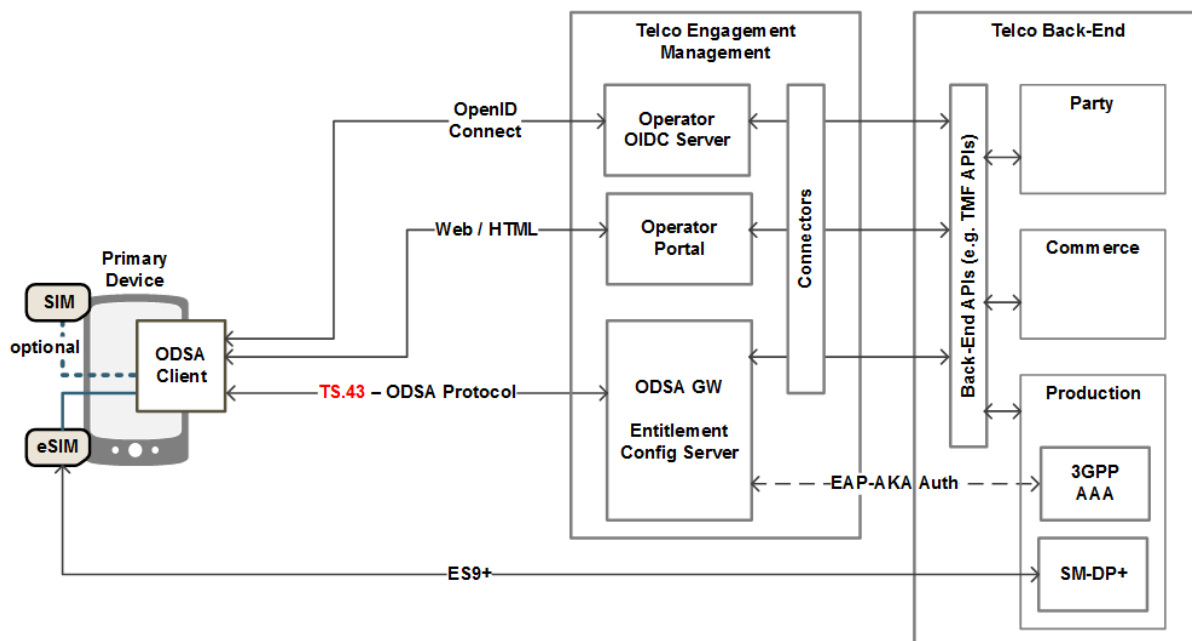 Telco Engagement
Management
Telco Back-End
OpenID
Connect
Operator
OIDC Server
Party
Web / HTML
Operator
Portal
Connectors
Back-End APIs (e.g. TMF APIs)
Commerce
Primary
Device
SIM
optional
ODSA
Client
eSIM
TS.43 – ODSA Protocol
ODSA GW
Entitlement
Config Server
Production
EAP-AKA Auth
3GPP
AAA
ES9+
SM-DP+